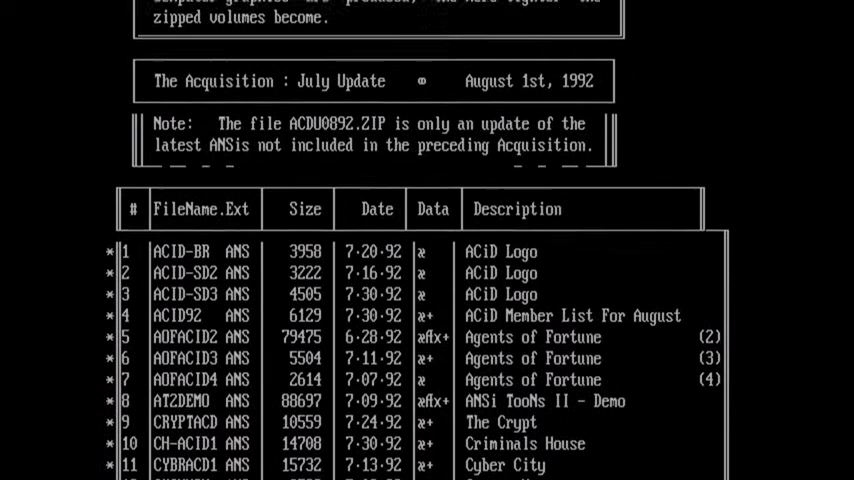 zipped volumes become.
The Acquisition : July Update ∞ August 1st, 1992
Note: The file ACDU0892.ZIP is only an update of the
latest ANSis not included in the preceding Acquisition.
# FileName.Ext Size Date Data Description
*1 ACID-BR ANS 3958 7·20·92 æ ACiD Logo
*2 ACID-SD2 ANS 3222 7·16·92 æ ACiD Logo
*3 ACID-SD3 ANS 4505 7·30·92 æ ACiD Logo
*4 ACID92 ANS 6129 7·30·92 æ+ ACiD Member List For August
*5 AOFACID2 ANS 79475 6·28·92 æflx+ Agents of Fortune (2)
*6 AOFACID3 ANS 5504 7·11·92 æ+ Agents of Fortune (3)
*7 AOFACID4 ANS 2614 7·07·92 æ Agents of Fortune (4)
*8 AT2DEMO ANS 88697 7·09·92 æflx+ ANSi TooNs II - Demo
*9 CRYPTACD ANS 10559 7·24·92 æ+ The Crypt
*10 CH-ACID1 ANS 14708 7·30·92 æ+ Criminals House
*11 CYBRACD1 ANS 15732 7·13·92 æ+ Cyber City